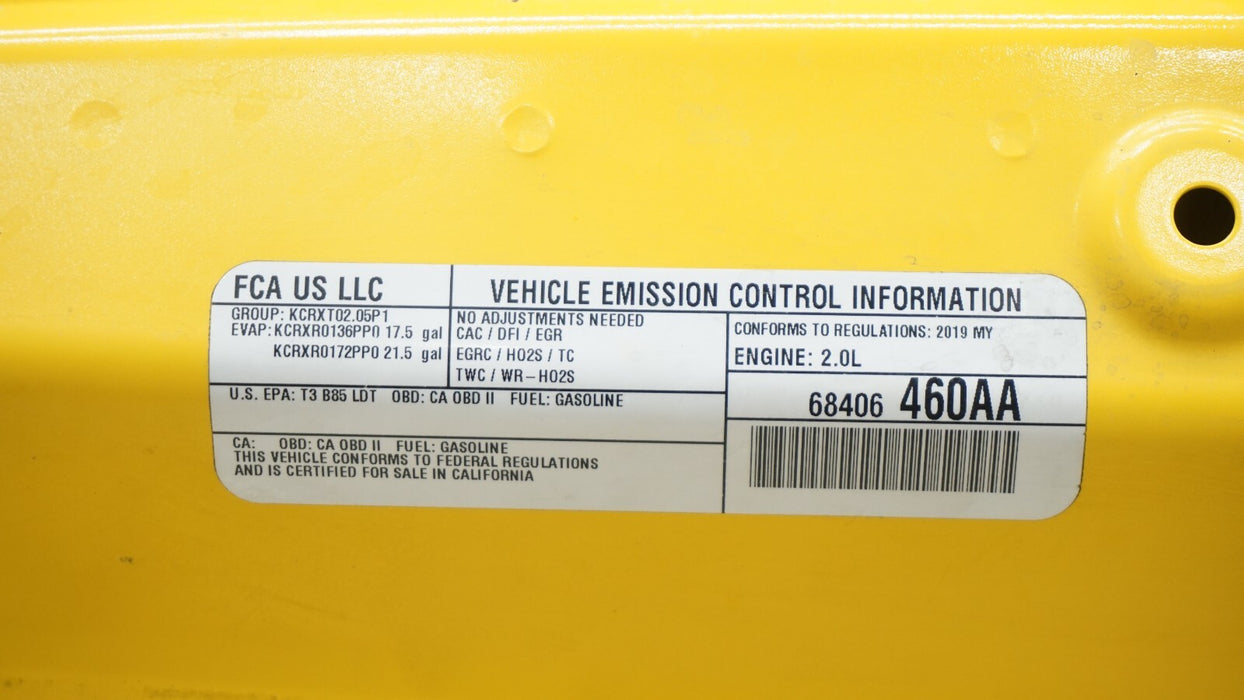 FCA US LLC
VEHICLE EMISSION CONTROL INFORMATION
GROUP: KCRXT02.05P1
EVAP: KCRXR0136PP0 17.5 gal
KCRXR0172PP0 21.5 gal
NO ADJUSTMENTS NEEDED
CAC / DFI / EGR
EGRC / HO2S / TC
TWC / WR-HO2S
CONFORMS TO REGULATIONS: 2019 MY
ENGINE: 2.0L
U.S. EPA: T3 B85 LDT OBD: CA OBD II FUEL: GASOLINE
68406 460AA
CA: OBD: CA OBD II FUEL: GASOLINE
THIS VEHICLE CONFORMS TO FEDERAL REGULATIONS
AND IS CERTIFIED FOR SALE IN CALIFORNIA